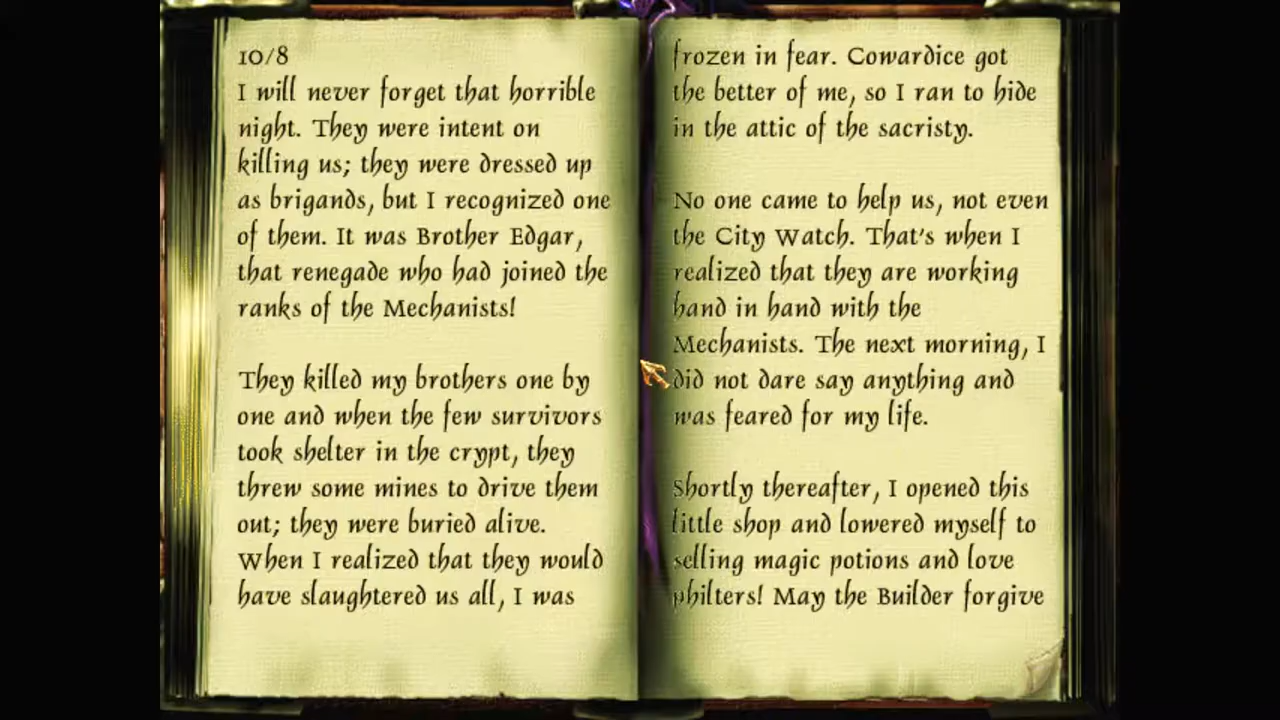 10/8
I will never forget that horrible
night. They were intent on
killing us; they were dressed up
as brigands, but I recognized one
of them. It was Brother Edgar,
that renegade who had joined the
ranks of the Mechanists!
They killed my brothers one by
one and when the few survivors
took shelter in the crypt, they
threw some mines to drive them
out; they were buried alive.
When I realized that they would
have slaughtered us all, I was
frozen in fear. Cowardice got
the better of me, so I ran to hide
in the attic of the sacristy.
No one came to help us, not even
the City Watch. That's when I
realized that they are working
hand in hand with the
Mechanists. The next morning, I
did not dare say anything and
was feared for my life.
Shortly thereafter, I opened this
little shop and lowered myself to
selling magic potions and love
philters! May the Builder forgive